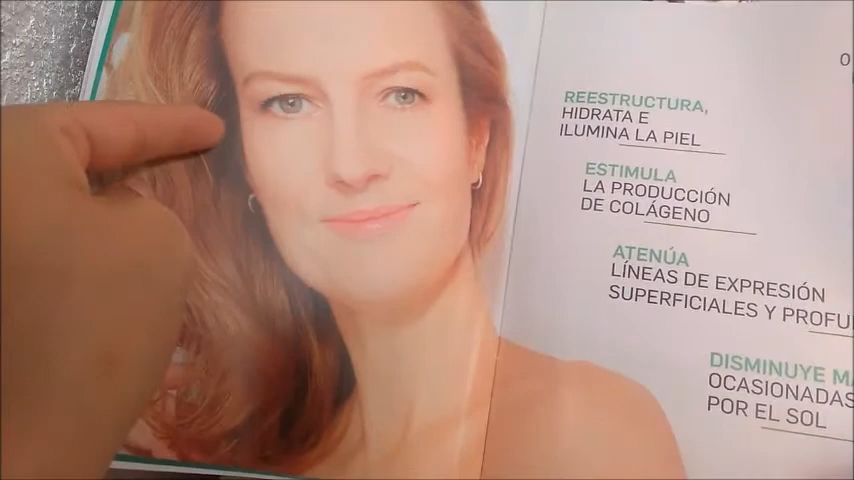 REESTRUCTURA,
HIDRATA E
ILUMINA LA PIEL
ESTIMULA
LA PRODUCCIÓN
DE COLÁGENO
ATENÚA
LÍNEAS DE EXPRESIÓN
SUPERFICIALES Y
DISMINUYE
OCASIONADAS
POR EL SOL